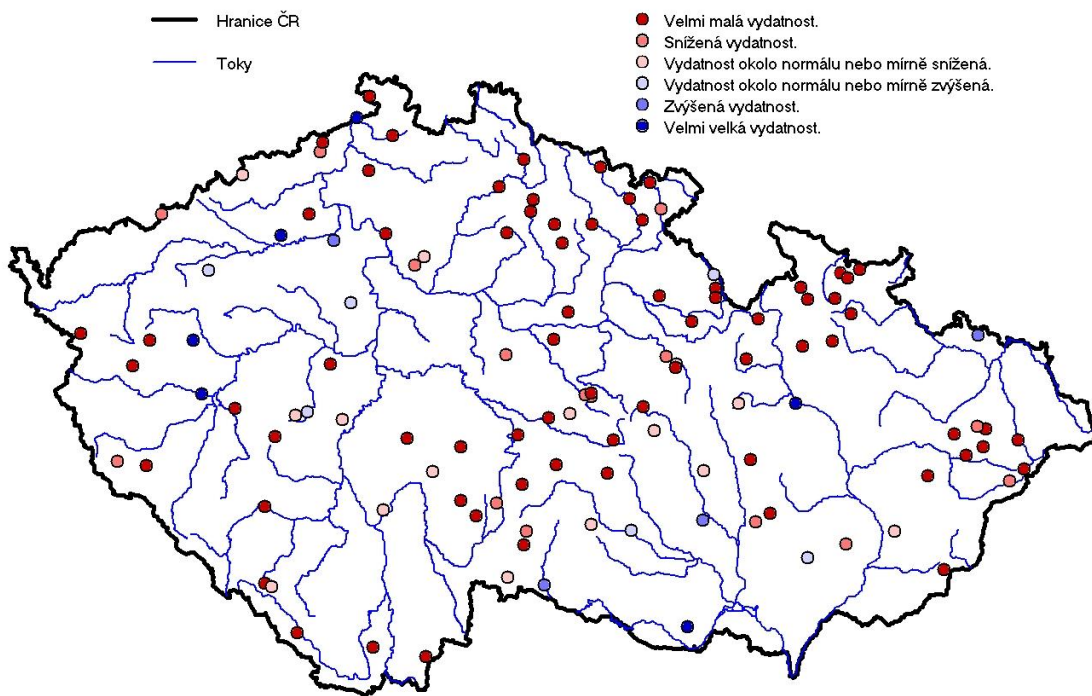 Hranice ČR
Toky
Velmi malá vydatnost.
Snížená vydatnost.
Vydatnost okolo normálu nebo mírně snížená.
Vydatnost okolo normálu nebo mírně zvýšená.
Zvýšená vydatnost.
Velmi velká vydatnost.